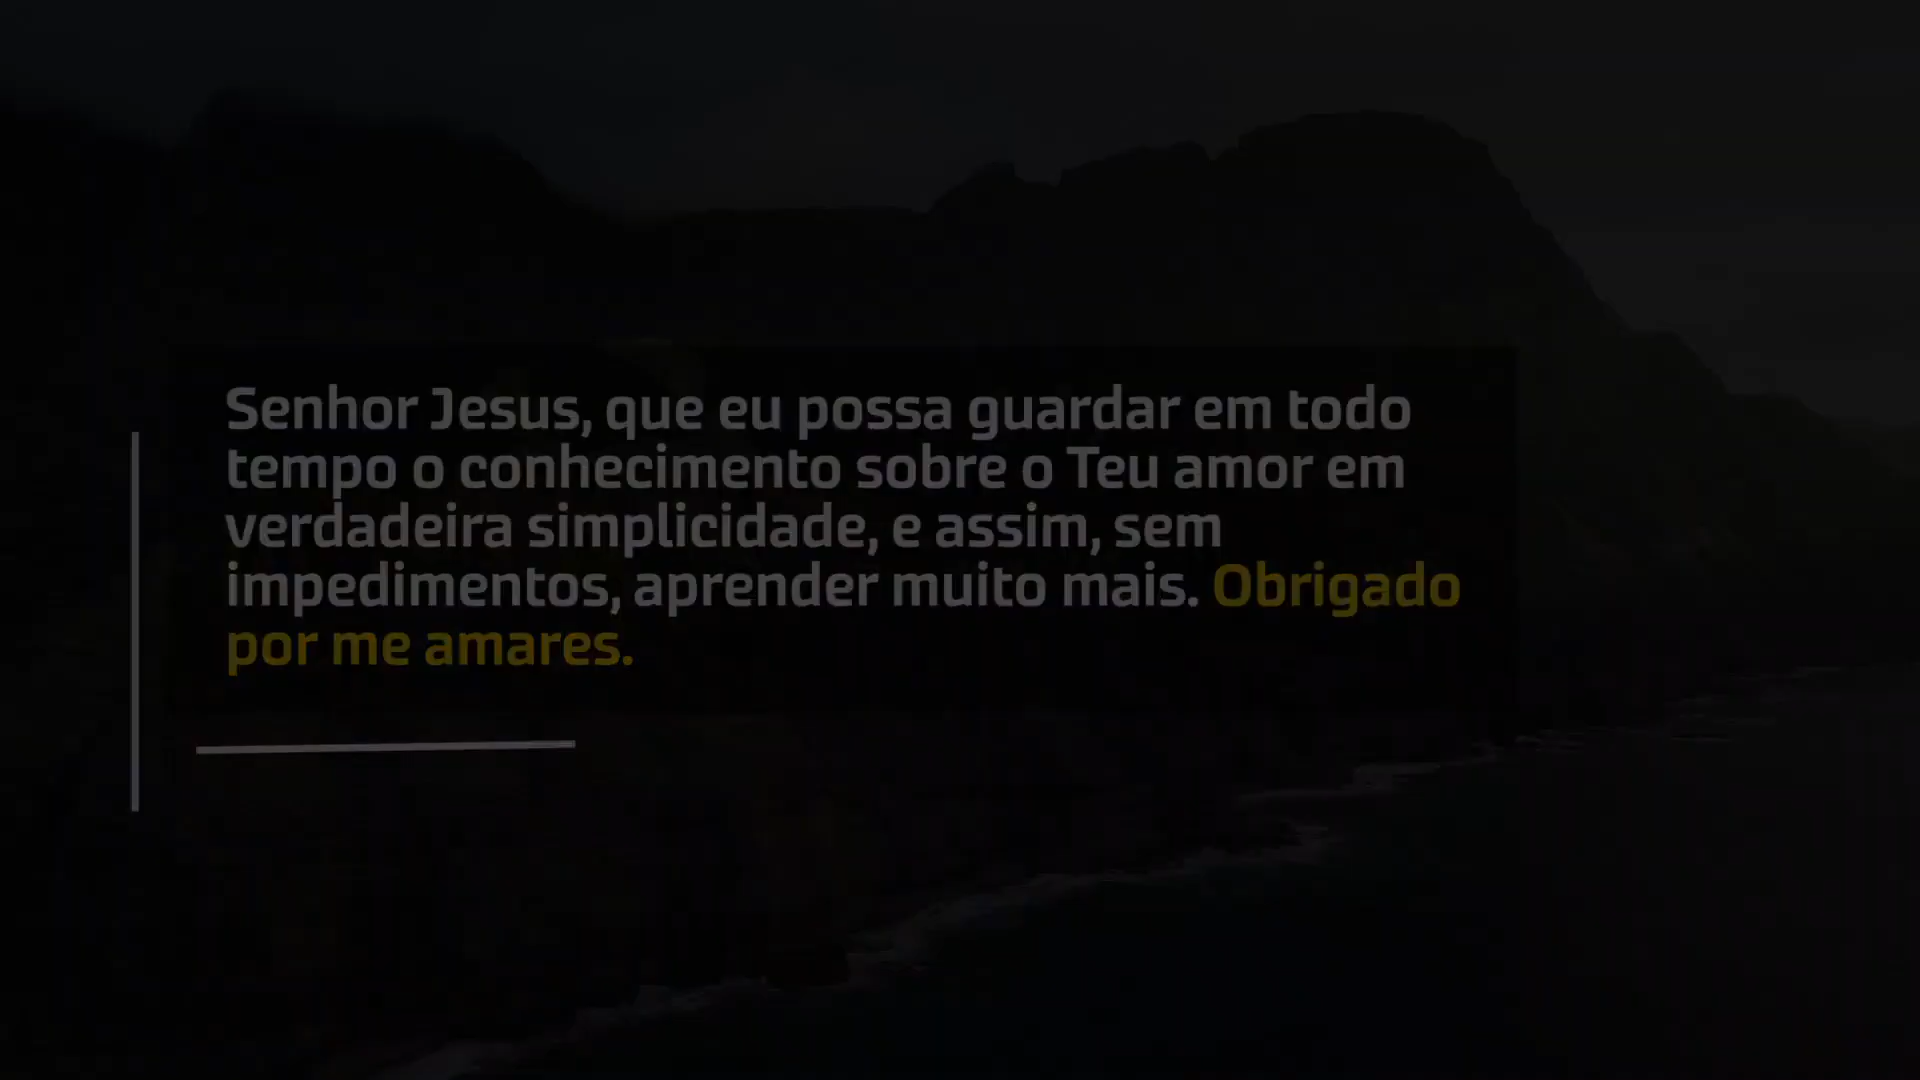 Senhor Jesus, que eu possa guardar em todo
tempo o conhecimento sobre o Teu amor em
verdadeira simplicidade, e assim, sem
impedimentos, aprender muito mais. Obrigado
por me amares.